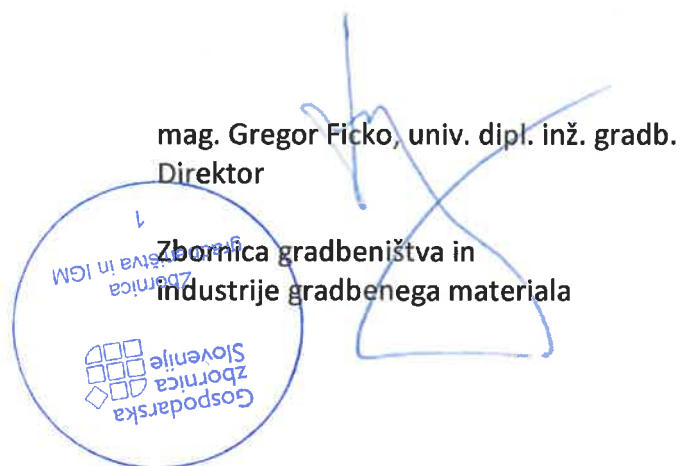 mag. Gregor Ficko, univ. dipl. inž. gradb.
Direktor
Zbornica gradbeništva in
industrije gradbenega materiala
Gospodarska
zbornica
Slovenije
Zbornica
gradbeništva in IGM
1